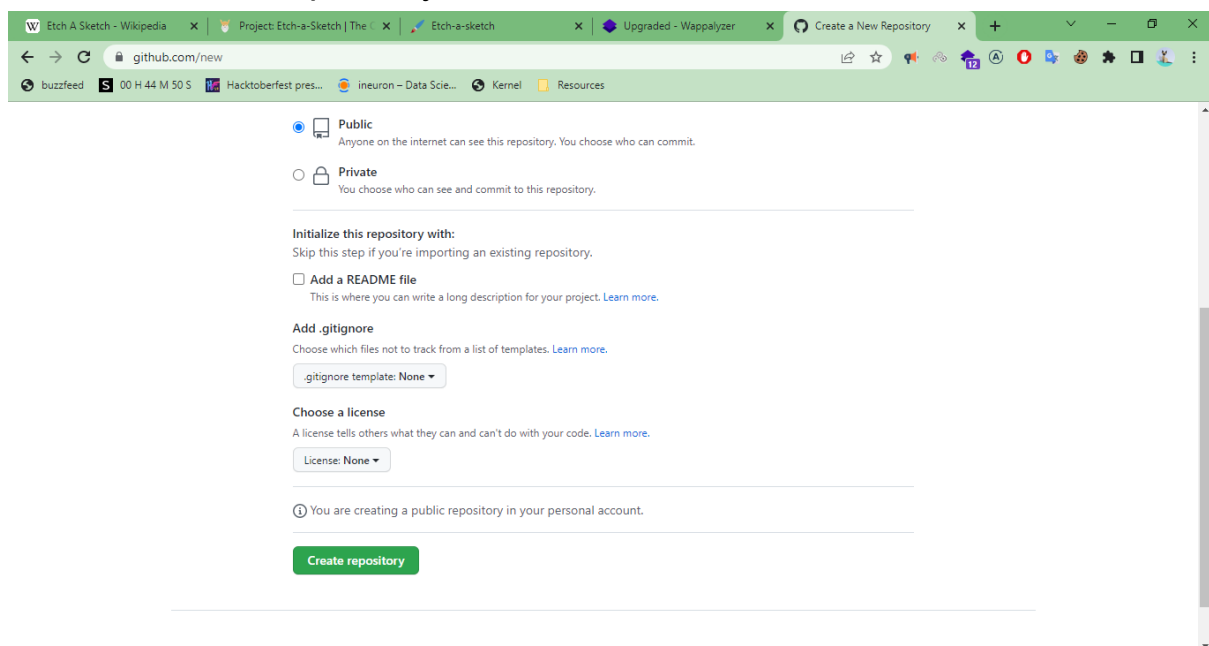 Etch A Sketch - Wikipedia
Project: Etch-a-Sketch | The
Etch-a-sketch
Upgraded - Wappalyzer
Create a New Repository
github.com/new
12
buzzfeed
S 00 H 44 M 50 S
Hacktoberfest pres...
ineuron – Data Scie...
Kernel
Resources
Public
Anyone on the internet can see this repository. You choose who can commit.
Private
You choose who can see and commit to this repository.
Initialize this repository with:
Skip this step if you're importing an existing repository.
Add a README file
This is where you can write a long description for your project. Learn more.
Add .gitignore
Choose which files not to track from a list of templates. Learn more.
.gitignore template: None
Choose a license
A license tells others what they can and can't do with your code. Learn more.
License: None
You are creating a public repository in your personal account.
Create repository